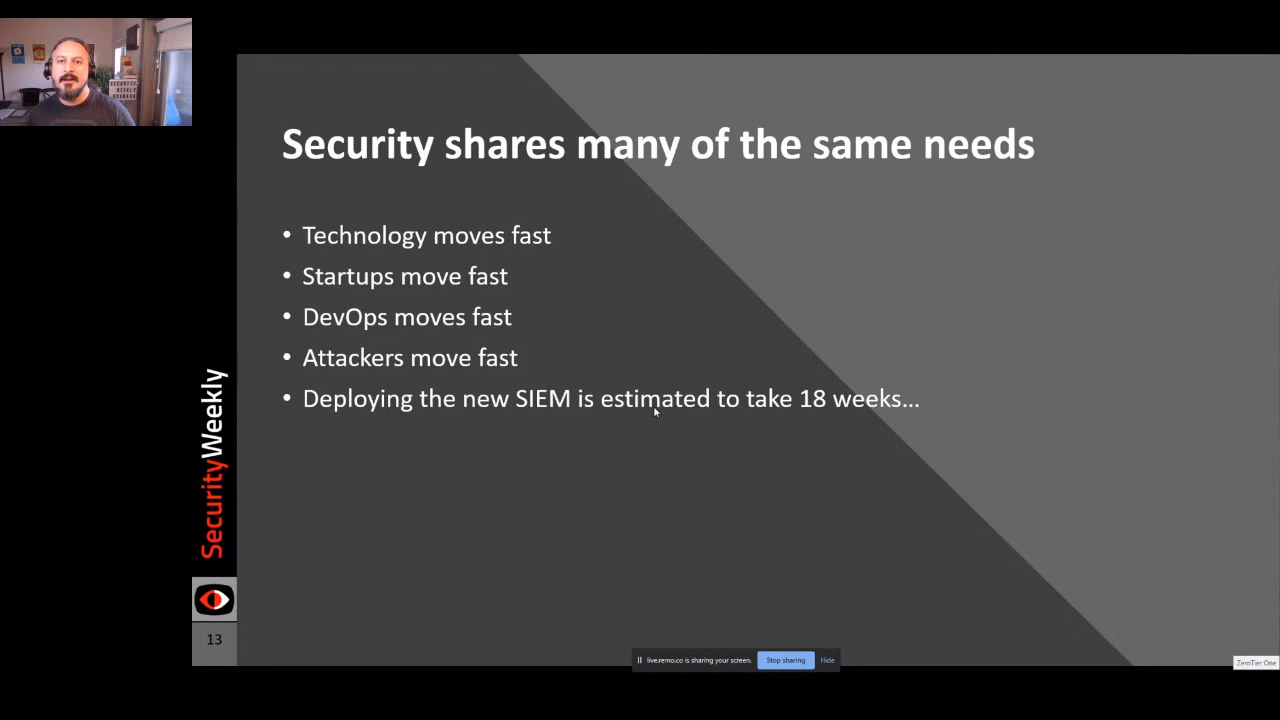 Security shares many of the same needs
• Technology moves fast
• Startups move fast
• DevOps moves fast
• Attackers move fast
• Deploying the new SIEM is estimated to take 18 weeks...
SecurityWeekly
13
live.remo.co is sharing your screen.
Stop sharing
Hide
ZeroTier One